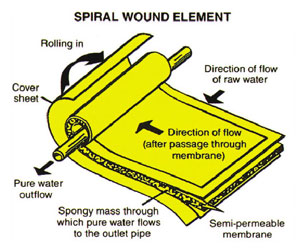 SPIRAL WOUND ELEMENT
Rolling in
Cover
sheet
Direction of flow
of raw water
Direction of flow
(after passage through
membrane)
Pure water
outflow
Spongy mass through
which pure water flows
to the outlet pipe
Semi-permeable
membrane